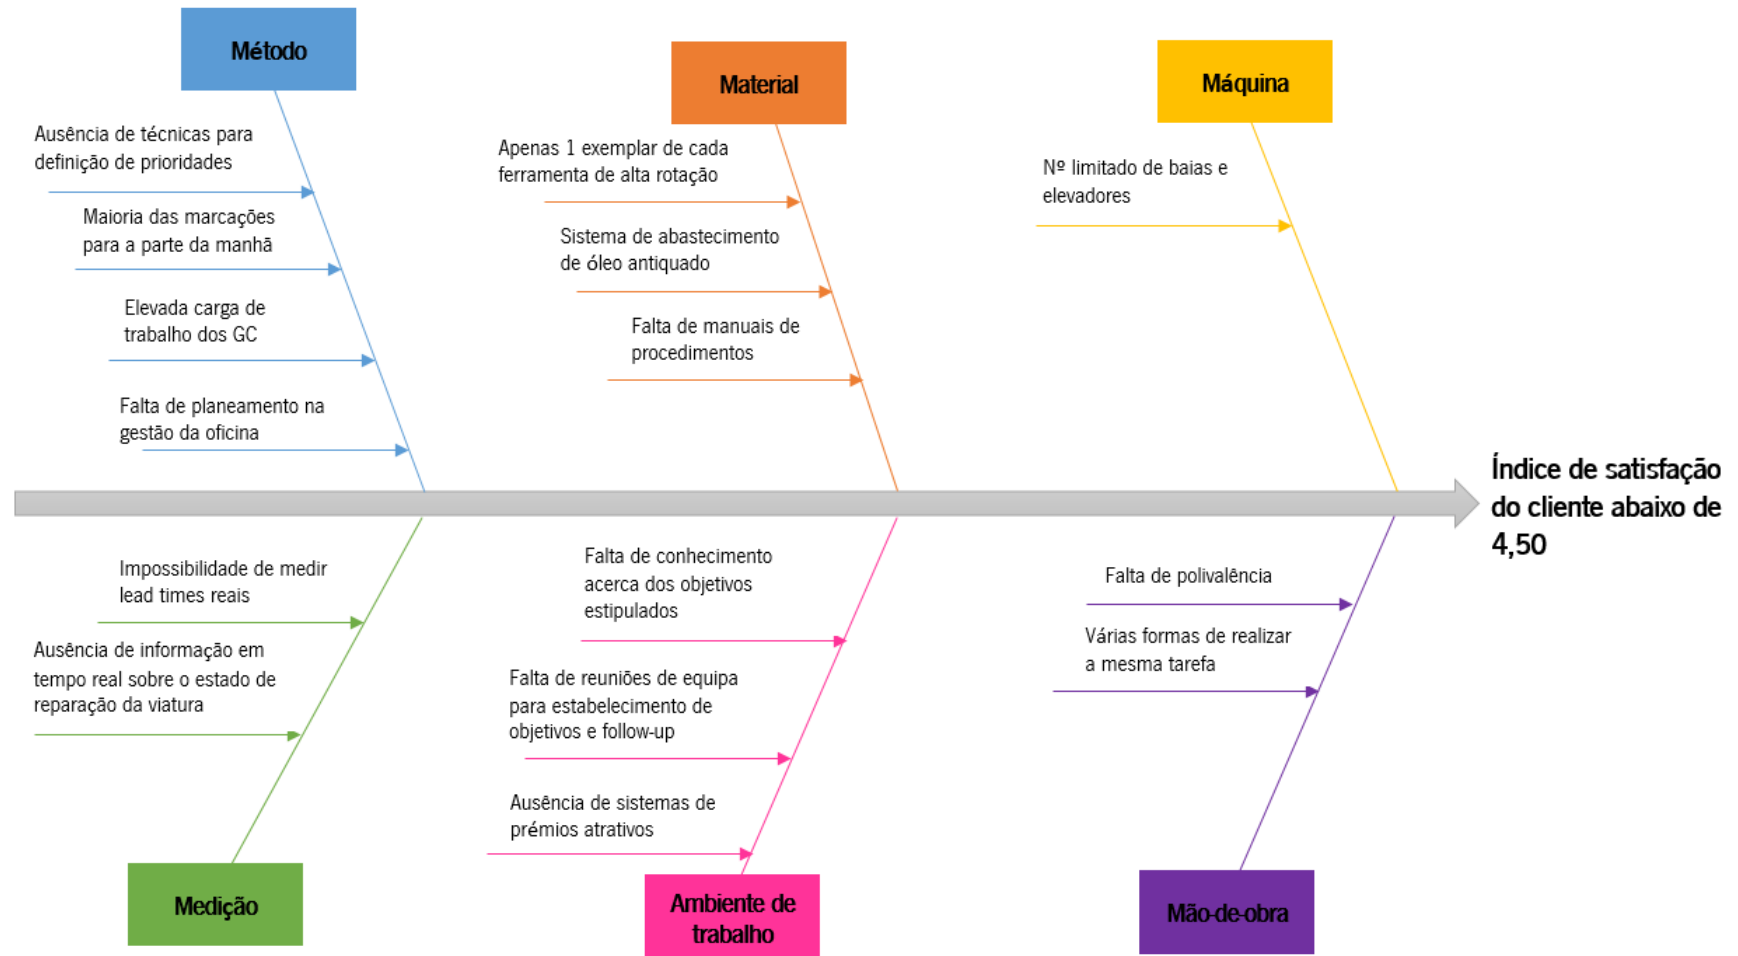 Método
Ausência de técnicas para
definição de prioridades
Maioria das marcações
para a parte da manhã
Elevada carga de
trabalho dos GC
Falta de planeamento na
gestão da oficina
Material
Apenas 1 exemplar de cada
ferramenta de alta rotação
Sistema de abastecimento
de óleo antiquado
Falta de manuais de
procedimentos
Máquina
Nº limitado de baias e
elevadores
Índice de satisfação
do cliente abaixo de
4,50
Impossibilidade de medir
lead times reais
Ausência de informação em
tempo real sobre o estado de
reparação da viatura
Medição
Falta de conhecimento
acerca dos objetivos
estipulados
Falta de reuniões de equipa
para estabelecimento de
objetivos e follow-up
Ausência de sistemas de
prémios atrativos
Ambiente de
trabalho
Falta de polivalência
Várias formas de realizar
a mesma tarefa
Mão-de-obra